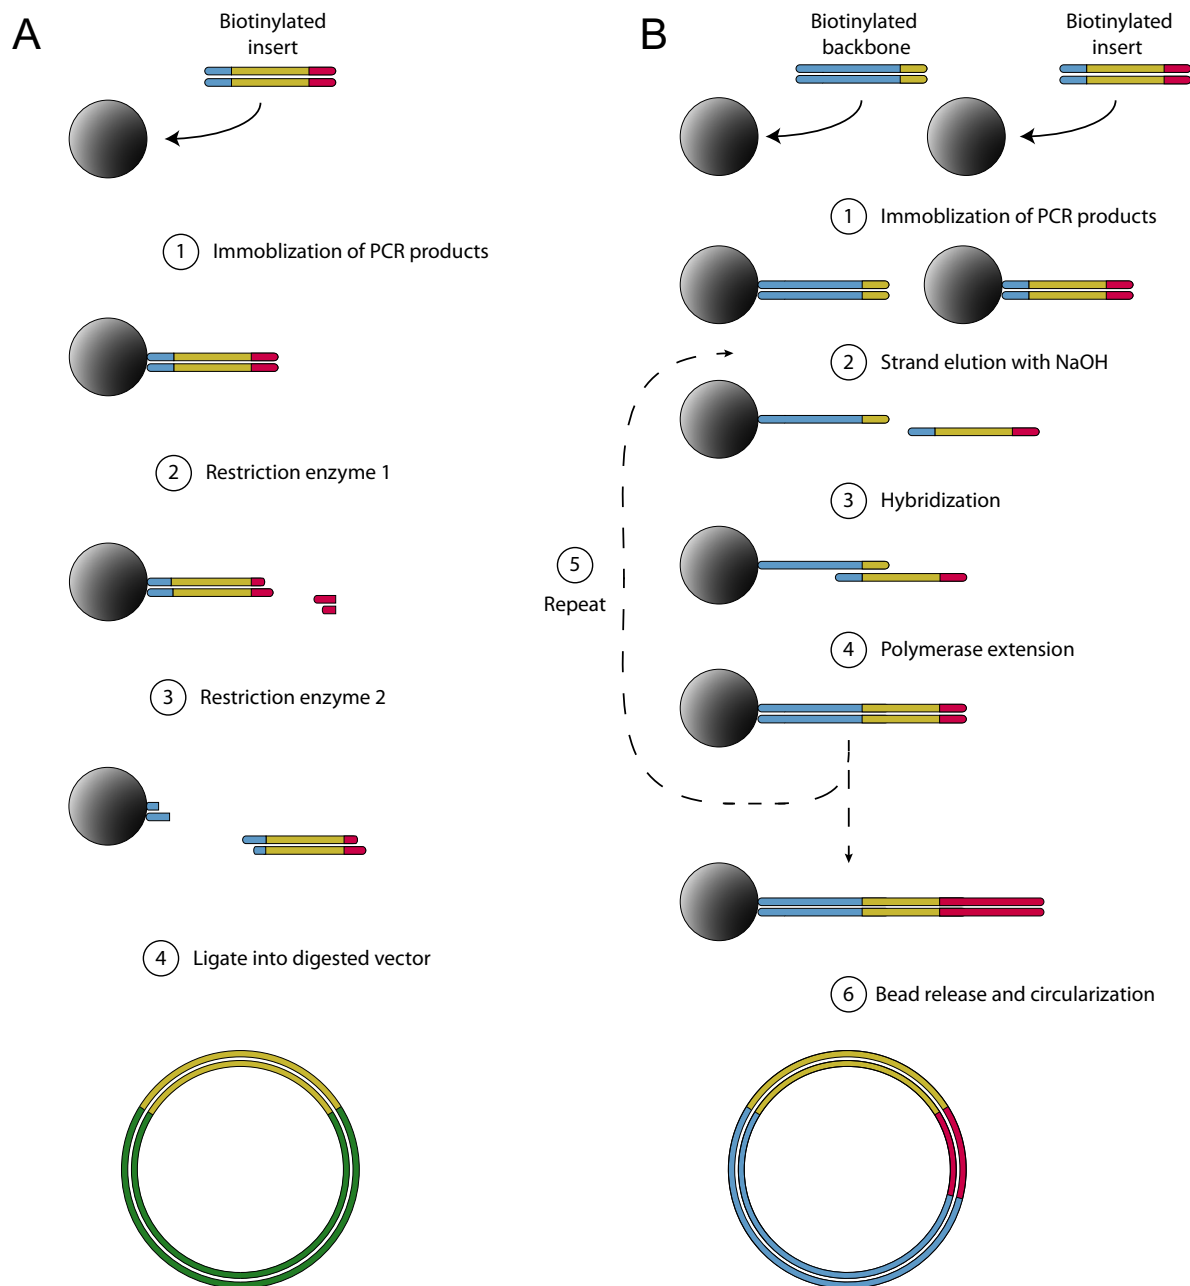 A
Biotinylated
insert
1 Immoblization of PCR products
2 Restriction enzyme 1
3 Restriction enzyme 2
4 Ligate into digested vector
B
Biotinylated
backbone
Biotinylated
insert
1 Immoblization of PCR products
2 Strand elution with NaOH
3 Hybridization
4 Polymerase extension
5
Repeat
6 Bead release and circularization